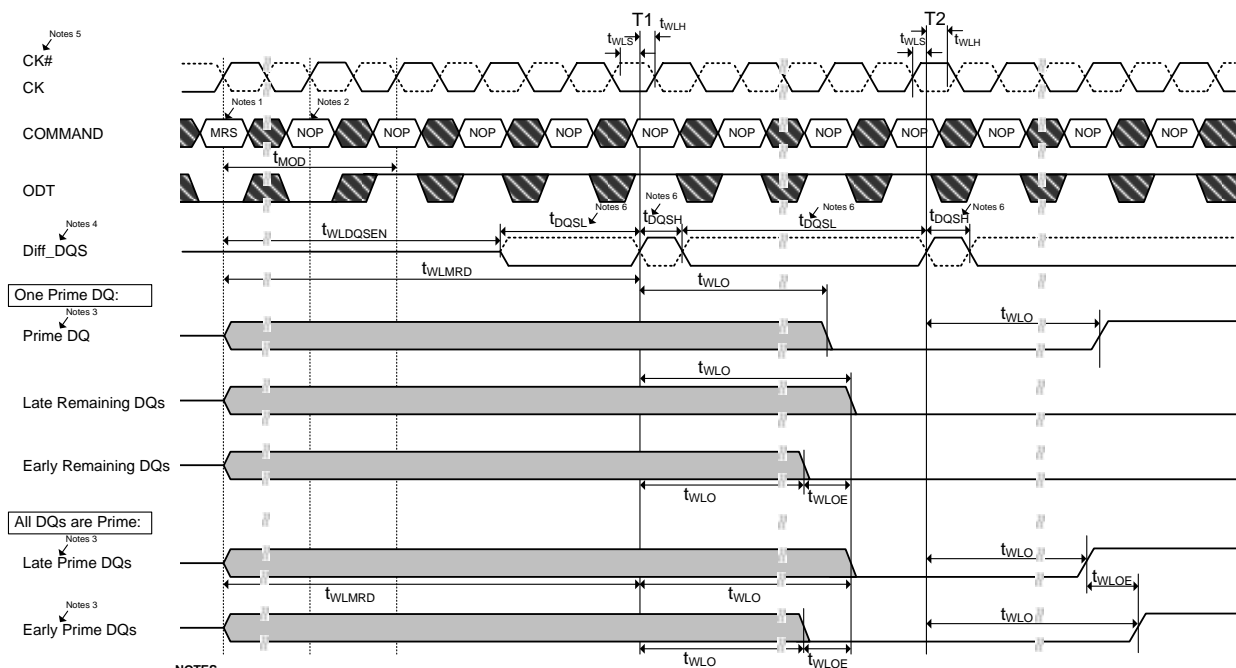 T1 T2
tWLS tWLH tWLS tWLH
Notes 5
CK#
CK
Notes 1 Notes 2
COMMAND MRS NOP NOP NOP NOP NOP NOP NOP NOP NOP NOP NOP
tMOD
ODT
Notes 4 Notes 6 Notes 6 Notes 6 Notes 6
tWLDQSEN tDQSL tDQSH tDQSL tDQSH
Diff_DQS
tWLMRD
tWLO
One Prime DQ:
Notes 3
Prime DQ
tWLO
tWLO
Late Remaining DQs
Early Remaining DQs
tWLO tWLOE
All DQs are Prime:
Notes 3
Late Prime DQs
tWLO
tWLOE
tWLMRD tWLO
Notes 3
Early Prime DQs
tWLO
tWLO tWLOE
NOTES